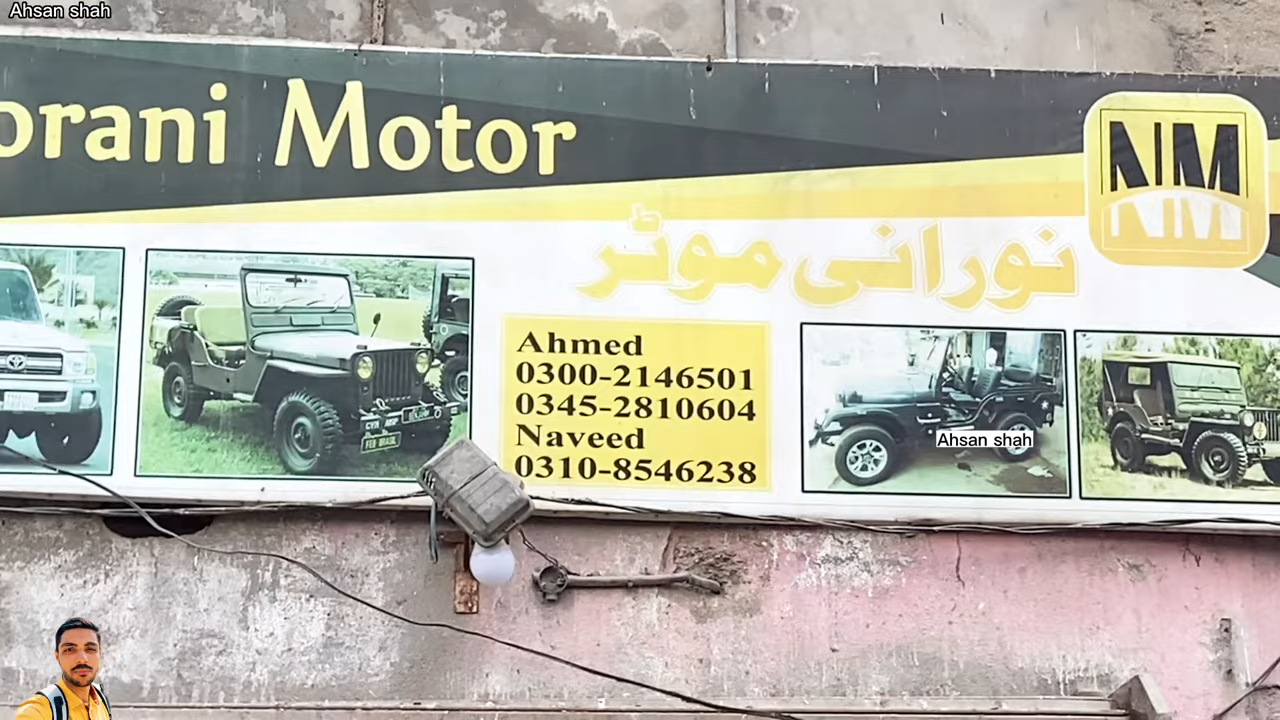 Ahsan shah
orani Motor
NM
نورانی موٹر
Ahmed
0300-2146501
0345-2810604
Naveed
0310-8546238
Ahsan shah